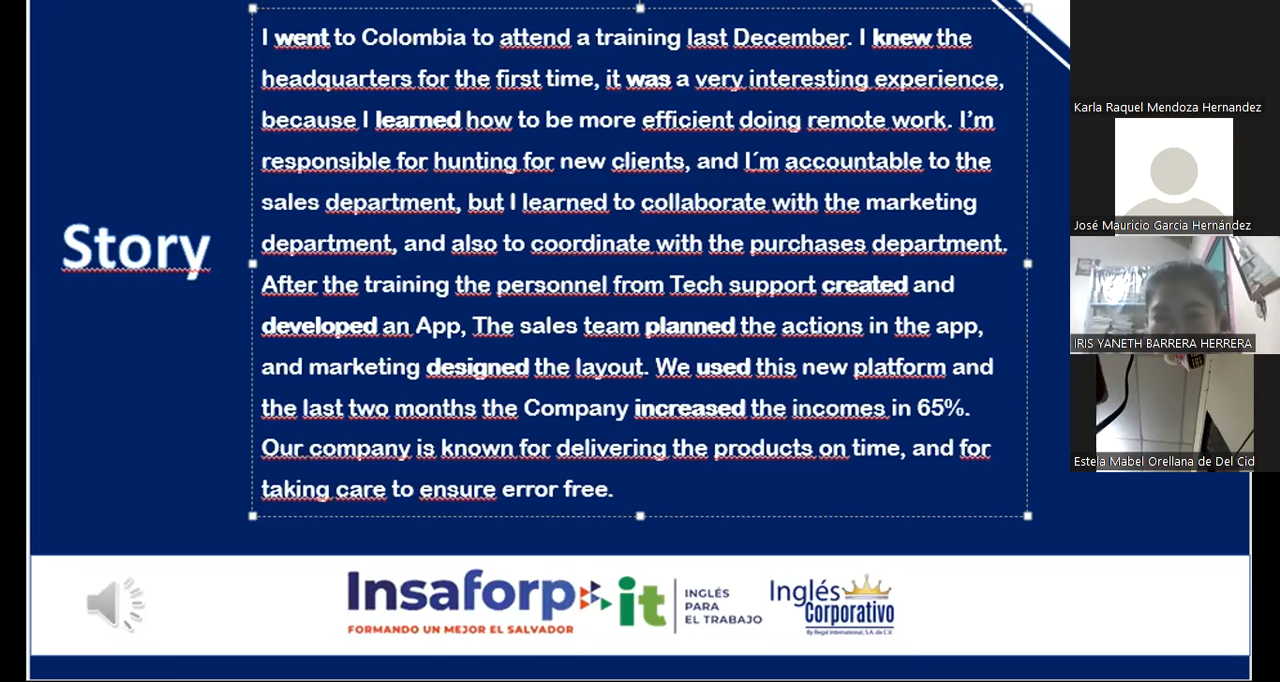 Story
I went to Colombia to attend a training last December. I knew the
headquarters for the first time, it was a very interesting experience,
because I learned how to be more efficient doing remote work. I'm
responsible for hunting for new clients, and I´m accountable to the
sales department, but I learned to collaborate with the marketing
department, and also to coordinate with the purchases department.
After the training the personnel from Tech support created and
developed an App, The sales team planned the actions in the app,
and marketing designed the layout. We used this new platform and
the last two months the Company increased the incomes in 65%.
Our company is known for delivering the products on time, and for
taking care to ensure error free.
Karla Raquel Mendoza Hernandez
José Mauricio Garcia Hernández
IRIS YANETH BARRERA HERRERA
Estela Mabel Orellana de Del Cid
Insaforp
FORMANDO UN MEJOR EL SALVADOR
it
INGLÉS
PARA
EL TRABAJO
Inglés
Corporativo
By Regal International, S.A. de C.V.